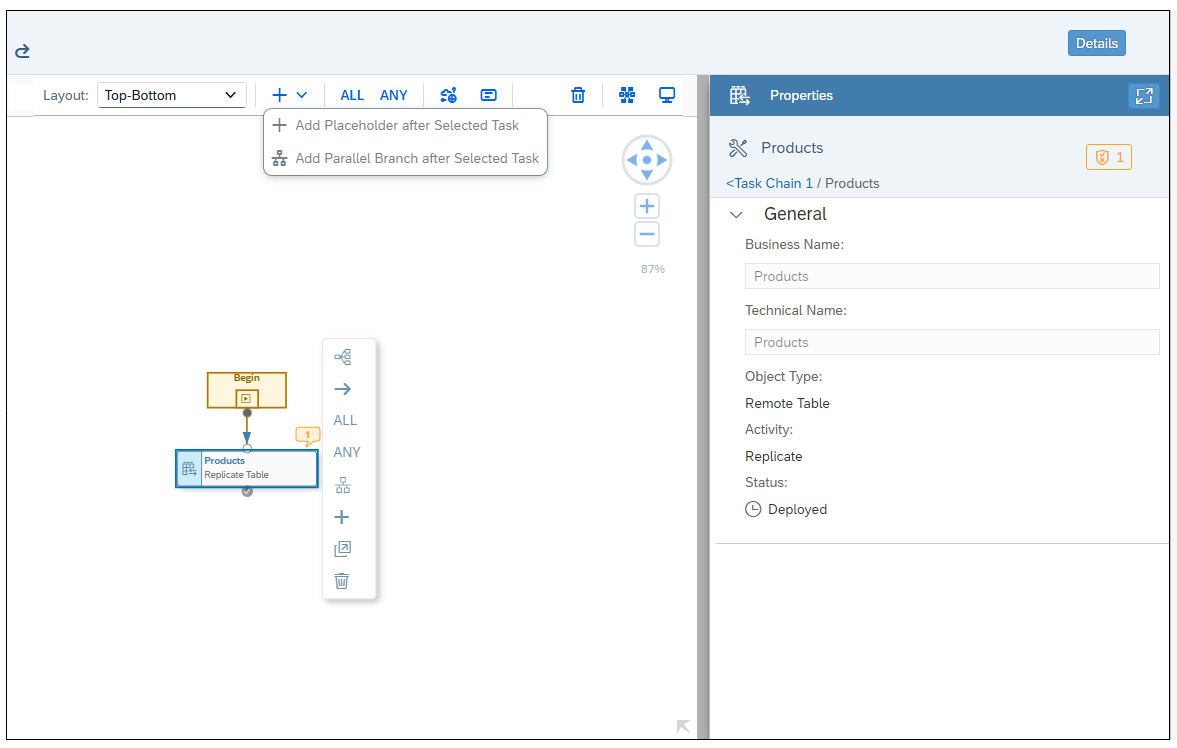 Details
Layout: Top-Bottom ALL ANY
Add Placeholder after Selected Task
Add Parallel Branch after Selected Task
87%
Begin
1
Products
Replicate Table
ALL
ANY
Properties
Products
1
<Task Chain 1 / Products
General
Business Name:
Products
Technical Name:
Products
Object Type:
Remote Table
Activity:
Replicate
Status:
Deployed